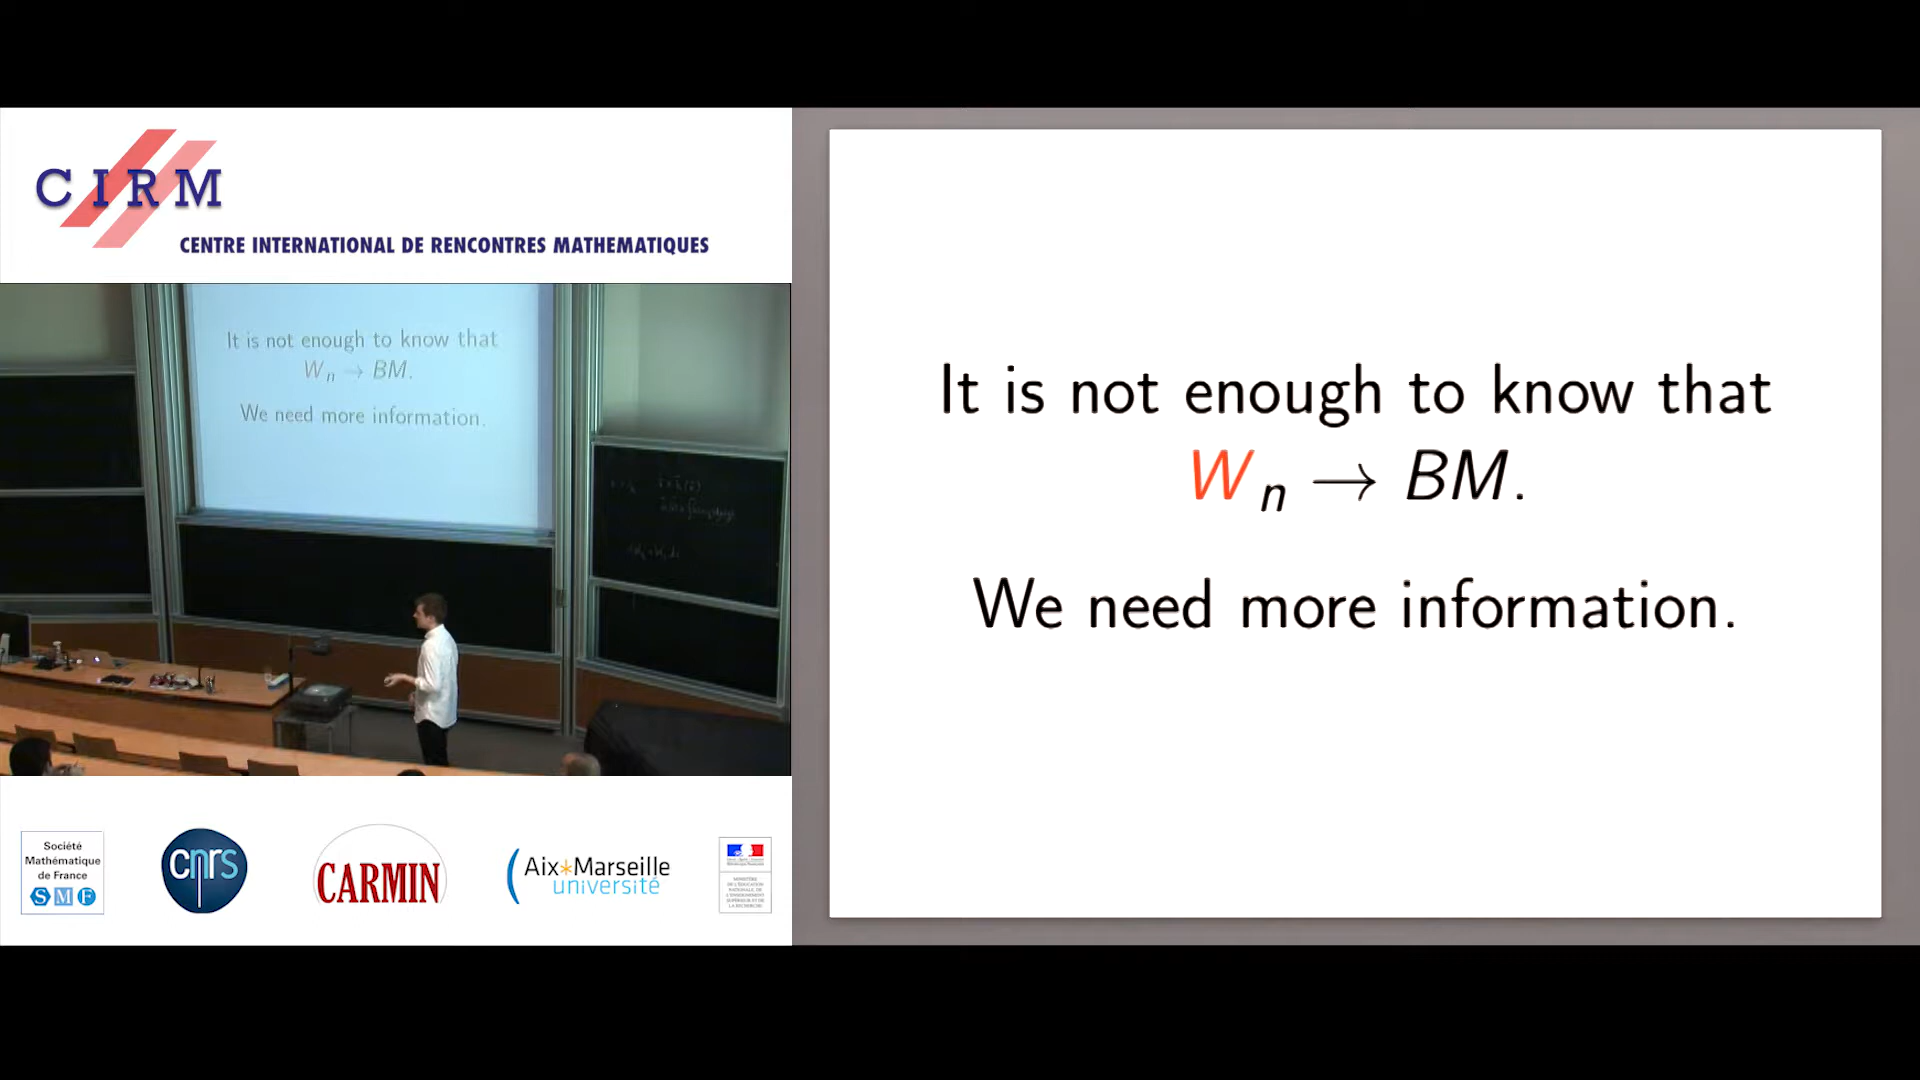 CIRM
CENTRE INTERNATIONAL DE RENCONTRES MATHEMATIQUES
It is not enough to know that
Wn → BM.
We need more information.
It is not enough to know that
Wn → BM.
We need more information.
Société
Mathématique
de France
SMF
cnrs
CARMIN
Aix*Marseille
université